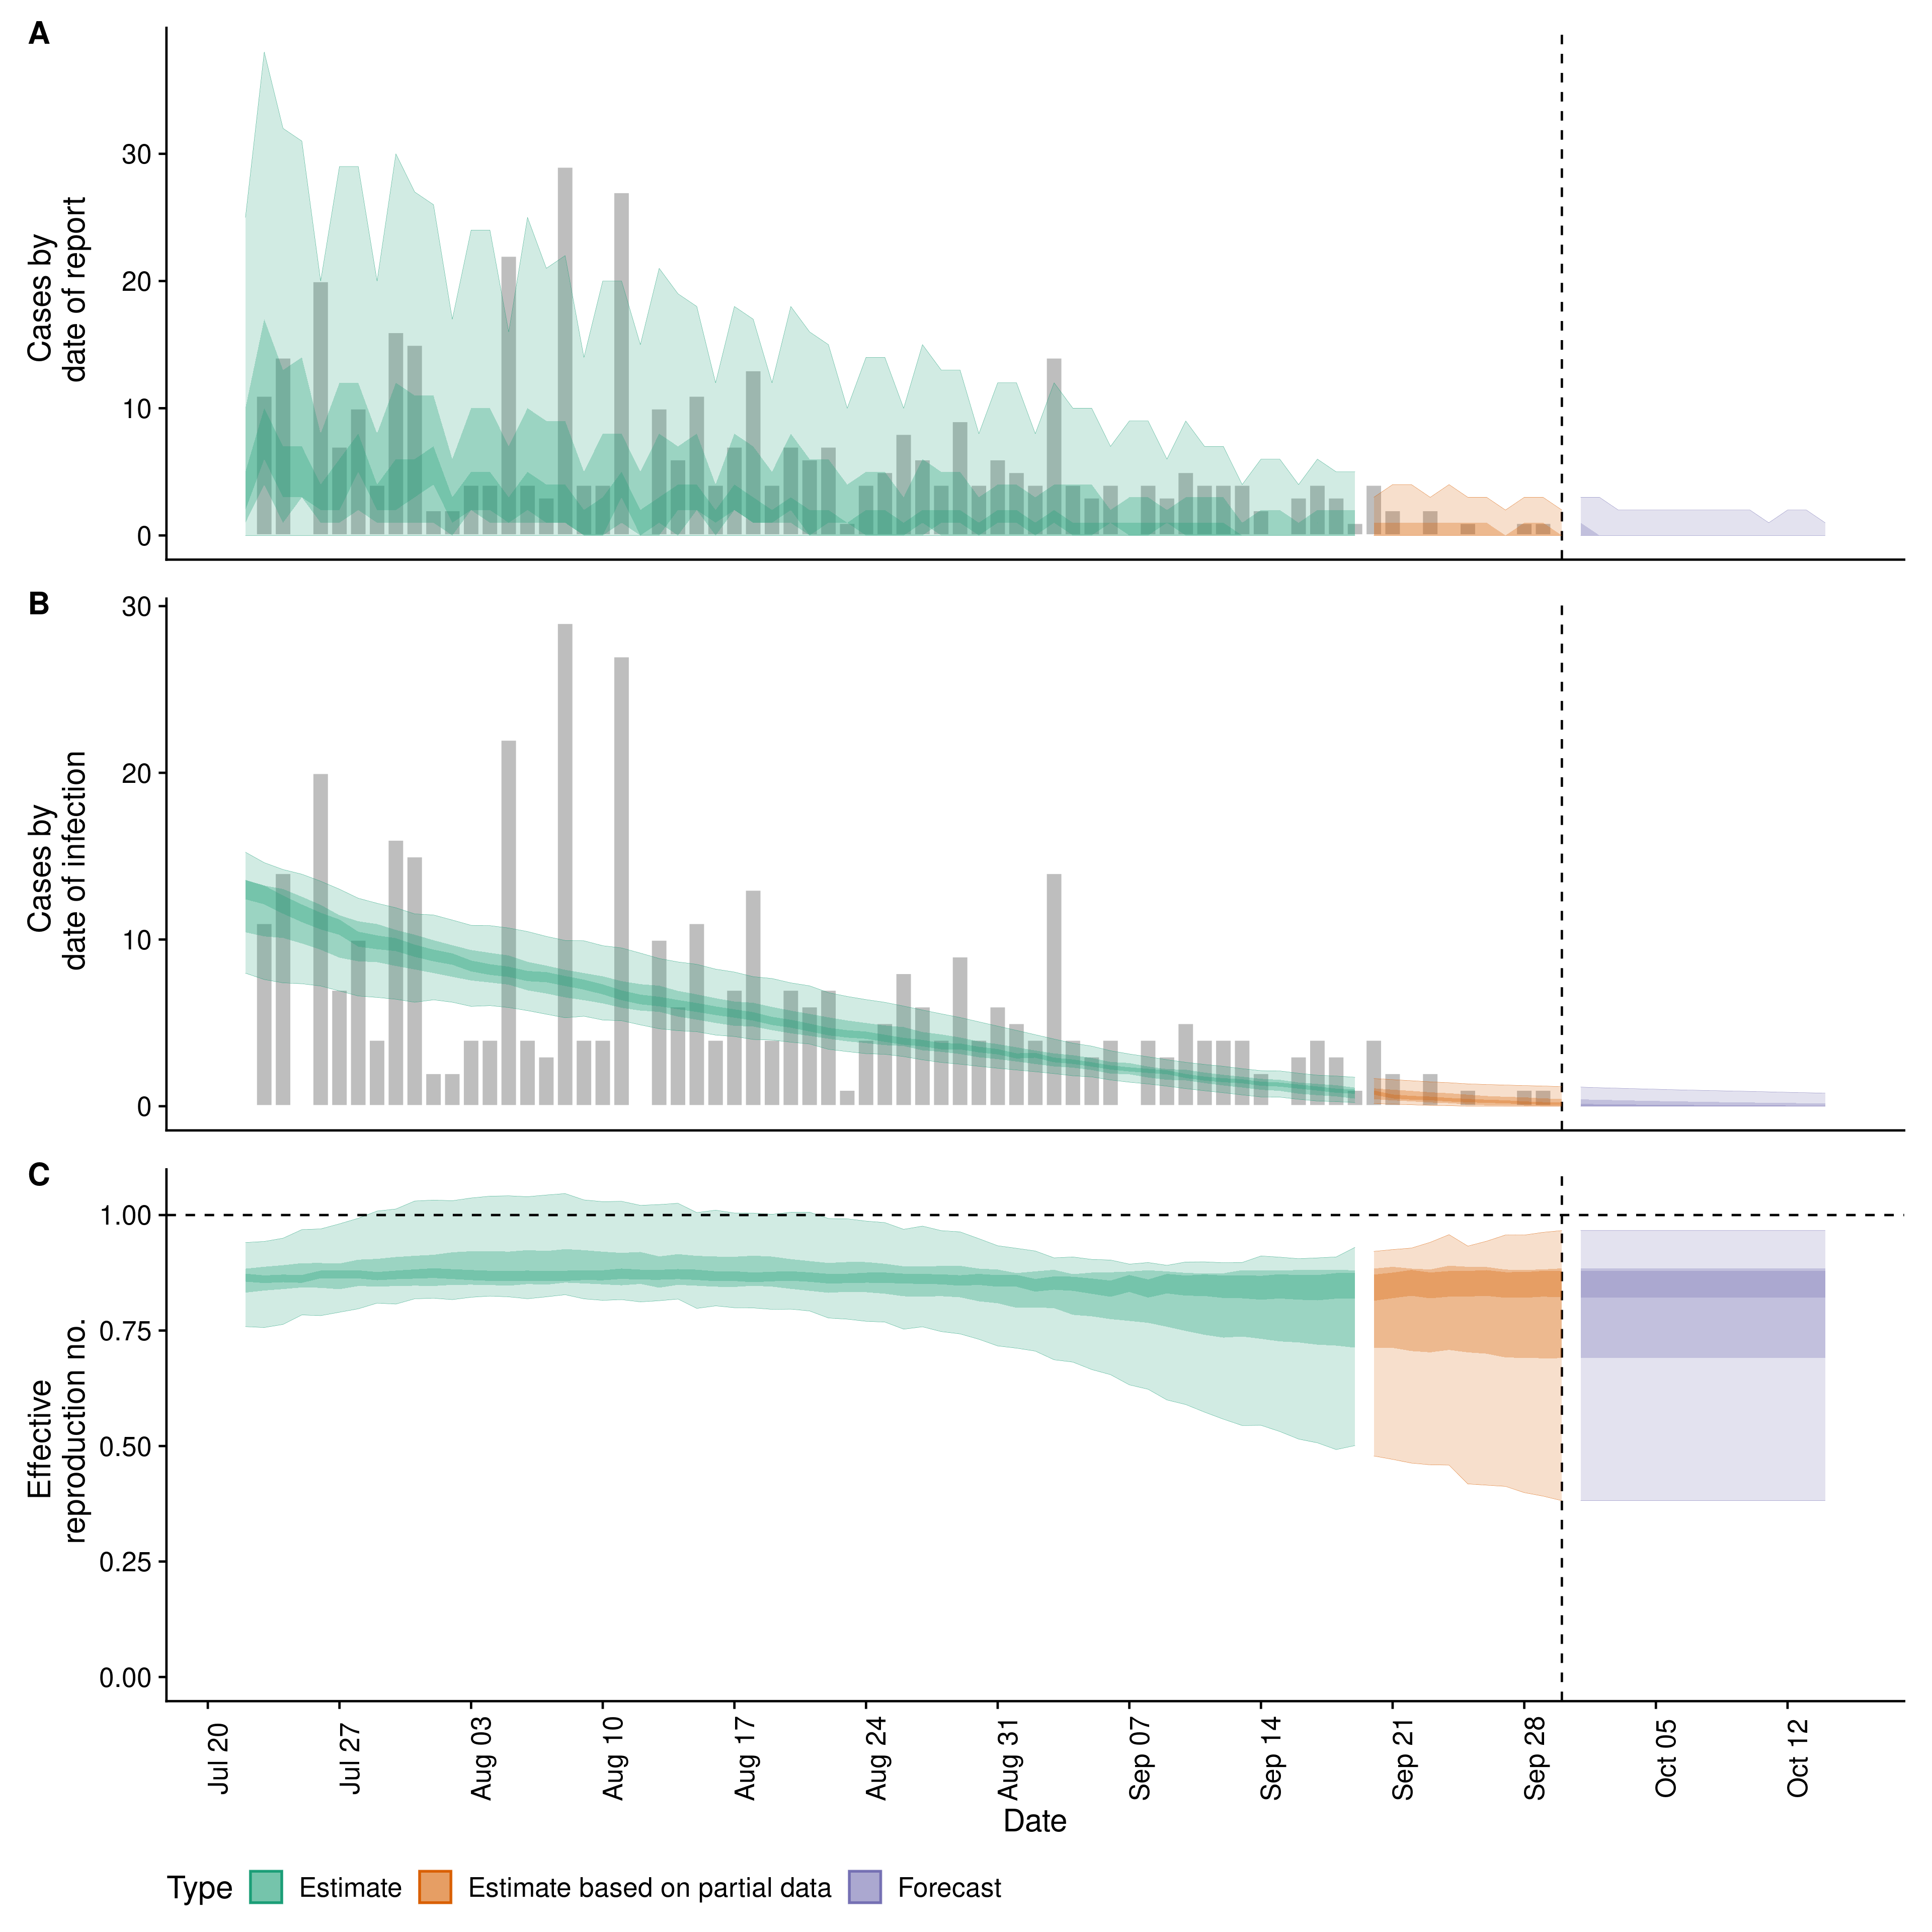 A
Cases by
date of report
30
20
10
0
B
Cases by
date of infection
30
20
10
0
C
Effective
reproduction no.
1.00
0.75
0.50
0.25
0.00
Jul 20
Jul 27
Aug 03
Aug 10
Aug 17
Aug 24
Aug 31
Sep 07
Sep 14
Sep 21
Sep 28
Oct 05
Oct 12
Date
Type Estimate Estimate based on partial data Forecast